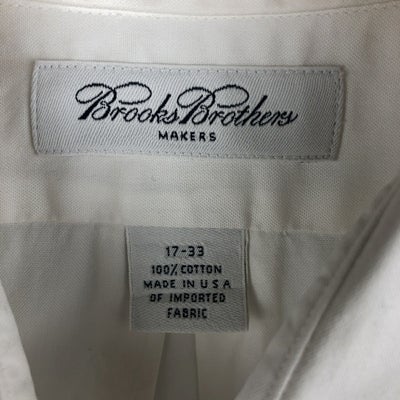 Brooks Brothers
MAKERS
17-33
100% COTTON
MADE IN U S A
OF IMPORTED
FABRIC